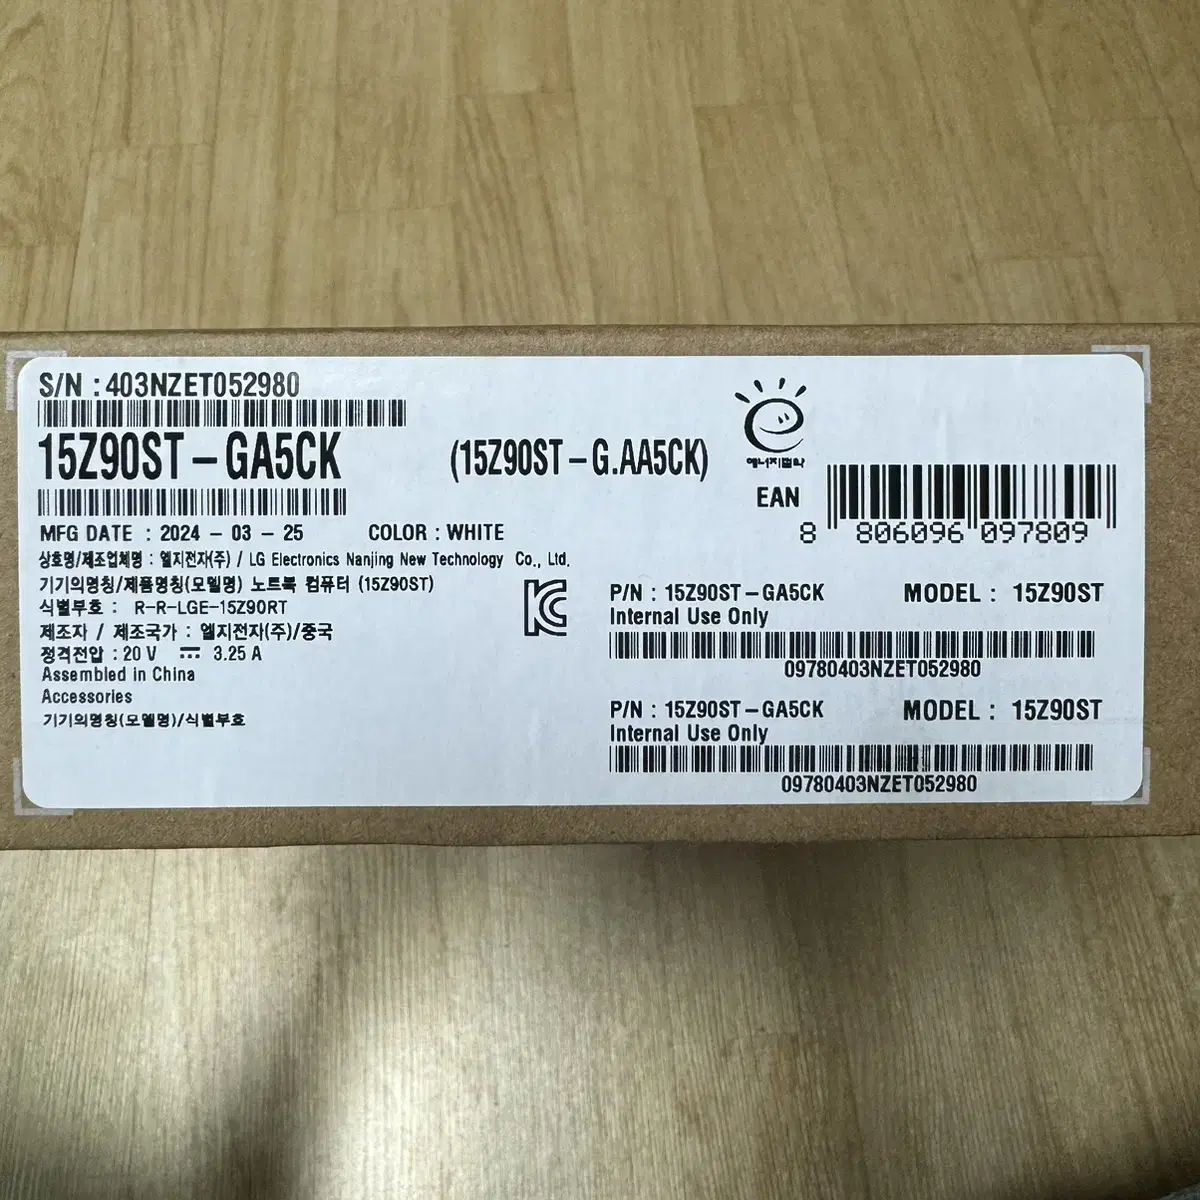 S/N : 403NZET052980
15Z90ST – GA5CK
(15Z90ST – G.AA5CK)
MFG DATE : 2024 - 03 - 25
COLOR : WHITE
상호명/제조업체명 : 엘지전자(주) / LG Electronics Nanjing New Technology Co., Ltd.
기기의명칭/제품명칭(모델명) 노트북 컴퓨터 (15Z90ST)
식별부호 : R-R-LGE-15Z90RT
제조자 / 제조국가 : 엘지전자(주)/중국
정격전압 : 20 V ⎓ 3.25 A
Assembled in China
Accessories
기기의명칭(모델명)/식별부호
에너지절약
EAN
8 806096 097809
P/N : 15Z90ST – GA5CK MODEL : 15Z90ST
Internal Use Only
09780403NZET052980
P/N : 15Z90ST – GA5CK MODEL : 15Z90ST
Internal Use Only
09780403NZET052980